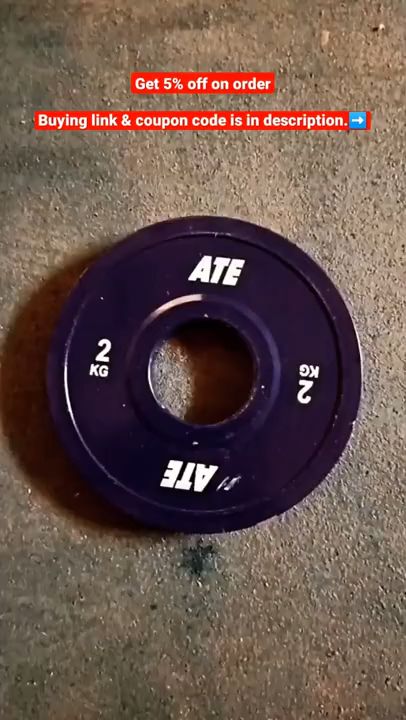 Get 5% off on order
Buying link & coupon code is in description.➡️
ATE
2
KG
2
KG
ATE